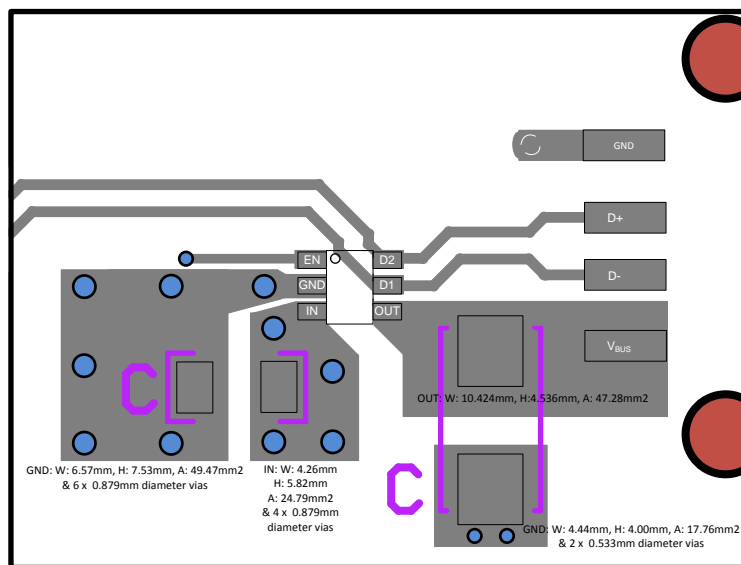 GND
D+
EN
D2
D-
GND
D1
IN
OUT
VBUS
OUT: W: 10.424mm, H:4.536mm, A: 47.28mm2
GND: W: 6.57mm, H: 7.53mm, A: 49.47mm2
& 6 x 0.879mm diameter vias
IN: W: 4.26mm
H: 5.82mm
A: 24.79mm2
& 4 x 0.879mm
diameter vias
GND: W: 4.44mm, H: 4.00mm, A: 17.76mm2
& 2 x 0.533mm diameter vias
C
C